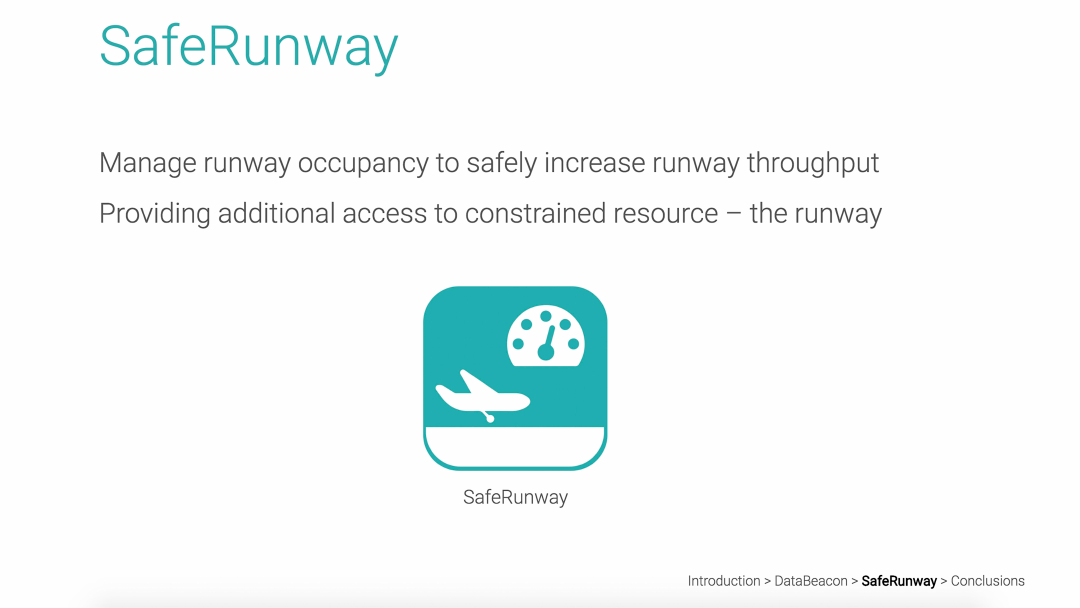 SafeRunway
Manage runway occupancy to safely increase runway throughput
Providing additional access to constrained resource – the runway
SafeRunway
Introduction > DataBeacon > SafeRunway > Conclusions